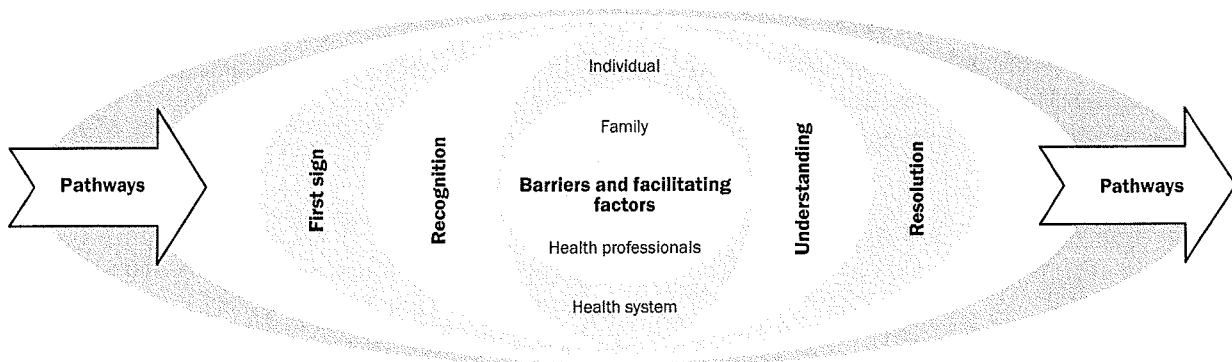 Pathways
First sign
Recognition
Individual
Family
Barriers and facilitating
factors
Health professionals
Health system
Understanding
Resolution
Pathways